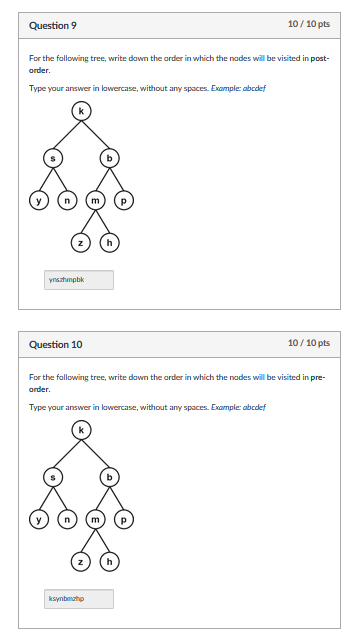 Question 9
10 / 10 pts
For the following tree, write down the order in which the nodes will be visited in post-
order.
Type your answer in lowercase, without any spaces. Example: abcdef
k
s b
y n m p
z h
ynszhmpbk
Question 10
10 / 10 pts
For the following tree, write down the order in which the nodes will be visited in pre-
order.
Type your answer in lowercase, without any spaces. Example: abcdef
k
s b
y n m p
z h
ksynbmzhp